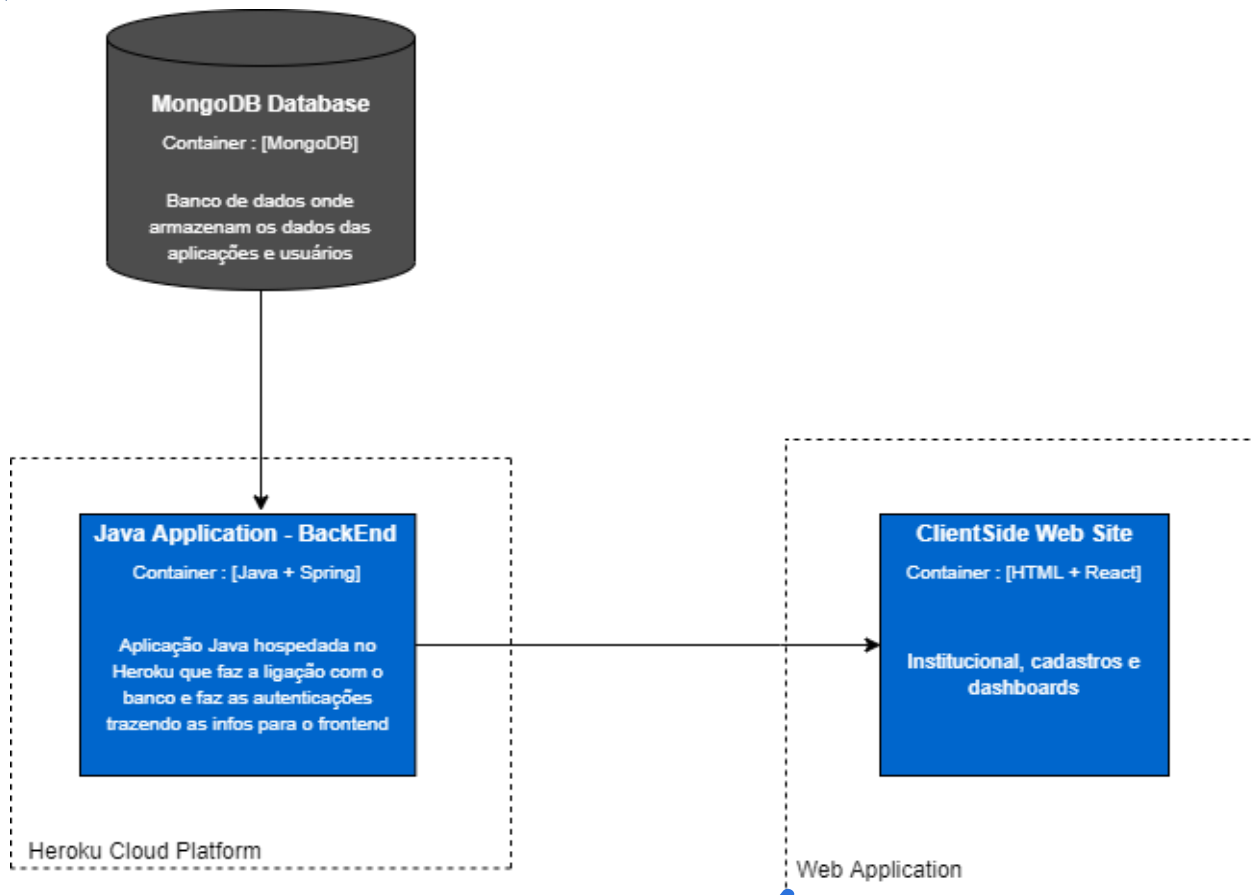 MongoDB Database
Container : [MongoDB]
Banco de dados onde
armazenam os dados das
aplicações e usuários
Java Application - BackEnd
Container : [Java + Spring]
Aplicação Java hospedada no
Heroku que faz a ligação com o
banco e faz as autenticações
trazendo as infos para o frontend
Heroku Cloud Platform
ClientSide Web Site
Container : [HTML + React]
Institucional, cadastros e
dashboards
Web Application